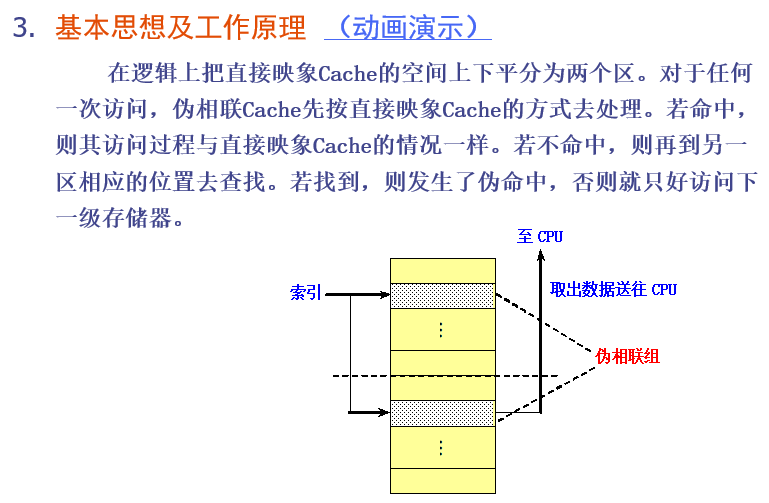 3. 基本思想及工作原理 （动画演示）
在逻辑上把直接映象Cache的空间上下平分为两个区。对于任何
一次访问，伪相联Cache先按直接映象Cache的方式去处理。若命中，
则其访问过程与直接映象Cache的情况一样。若不命中，则再到另一
区相应的位置去查找。若找到，则发生了伪命中，否则就只好访问下
一级存储器。
至 CPU
索引
取出数据送往 CPU
⋮
伪相联组
⋮